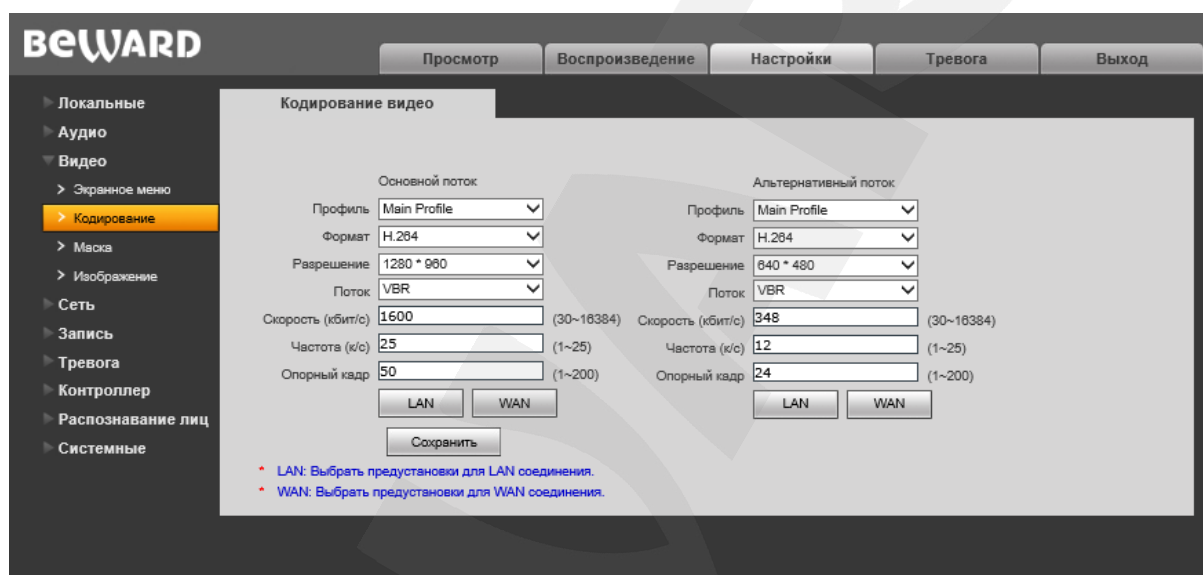 BEWARD
Просмотр Воспроизведение Настройки Тревога Выход
Локальные
Аудио
Видео
> Экранное меню
> Кодирование
> Маска
> Изображение
Сеть
Запись
Тревога
Контроллер
Распознавание лиц
Системные
Кодирование видео
Основной поток Альтернативный поток
Профиль Main Profile Профиль Main Profile
Формат H.264 Формат H.264
Разрешение 1280 * 960 Разрешение 640 * 480
Поток VBR Поток VBR
Скорость (кбит/с) 1600 (30~16384) Скорость (кбит/с) 348 (30~16384)
Частота (к/с) 25 (1~25) Частота (к/с) 12 (1~25)
Опорный кадр 50 (1~200) Опорный кадр 24 (1~200)
LAN WAN LAN WAN
Сохранить
* LAN: Выбрать предустановки для LAN соединения.
* WAN: Выбрать предустановки для WAN соединения.